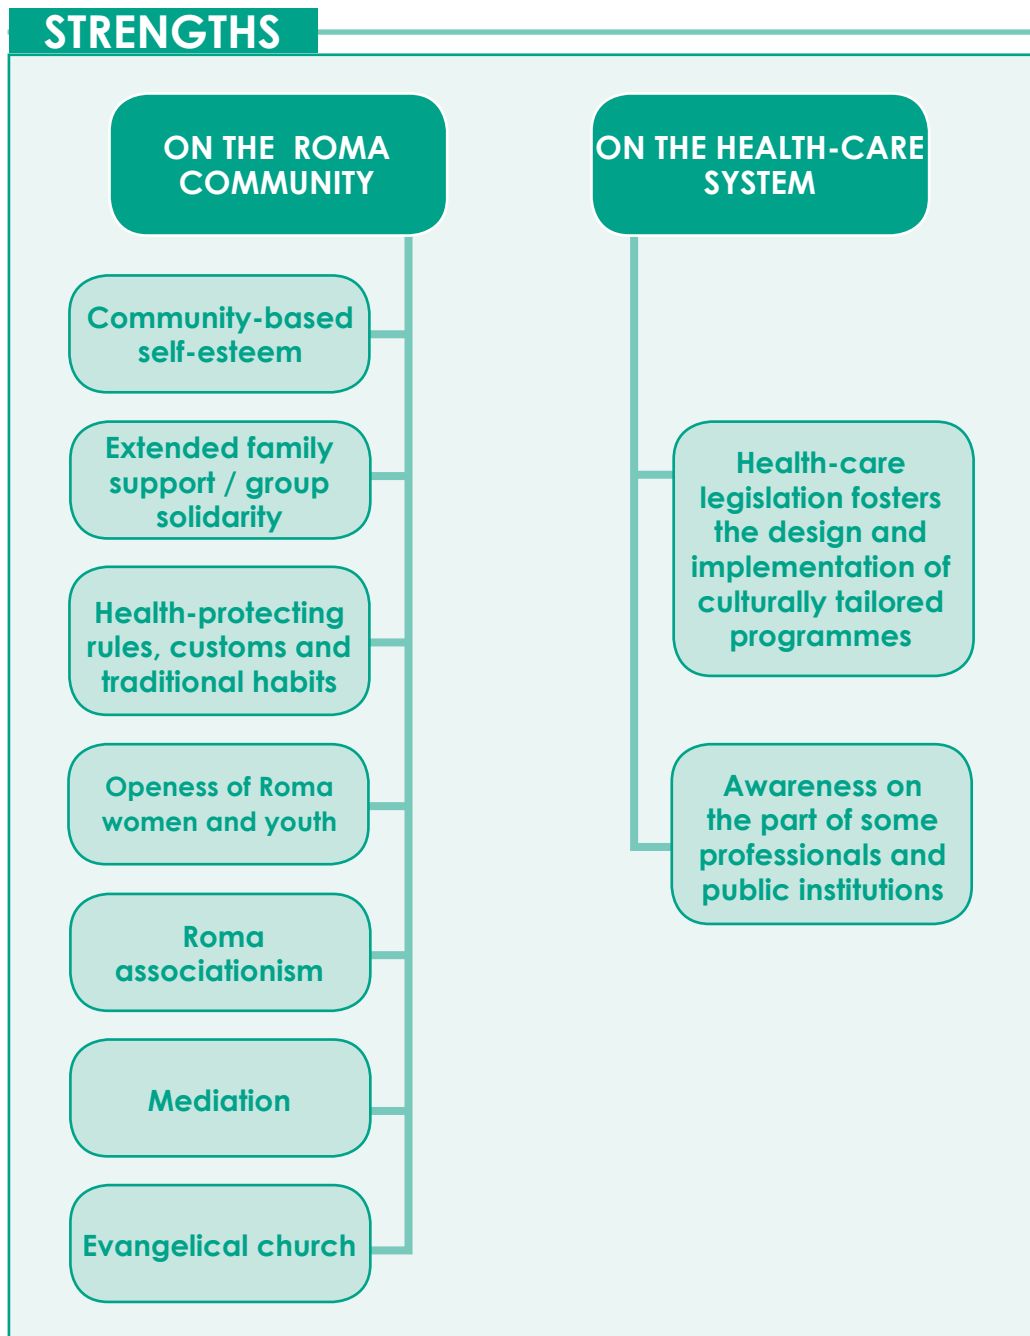 STRENGTHS
ON THE ROMA
COMMUNITY
Community-based
self-esteem
Extended family
support / group
solidarity
Health-protecting
rules, customs and
traditional habits
Openess of Roma
women and youth
Roma
associationism
Mediation
Evangelical church
ON THE HEALTH-CARE
SYSTEM
Health-care
legislation fosters
the design and
implementation of
culturally tailored
programmes
Awareness on
the part of some
professionals and
public institutions